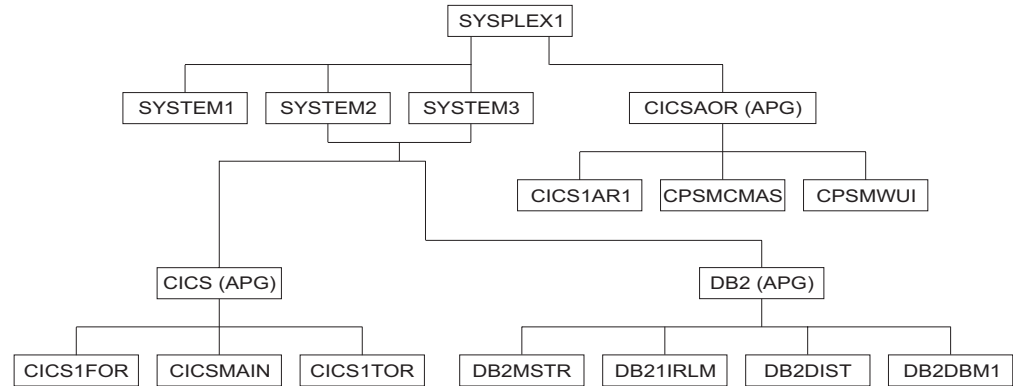 SYSPLEX1
SYSTEM1 SYSTEM2 SYSTEM3 CICSAOR (APG)
CICS1AR1 CPSMCMAS CPSMWUI
CICS (APG) DB2 (APG)
CICS1FOR CICSMAIN CICS1TOR DB2MSTR DB21IRLM DB2DIST DB2DBM1